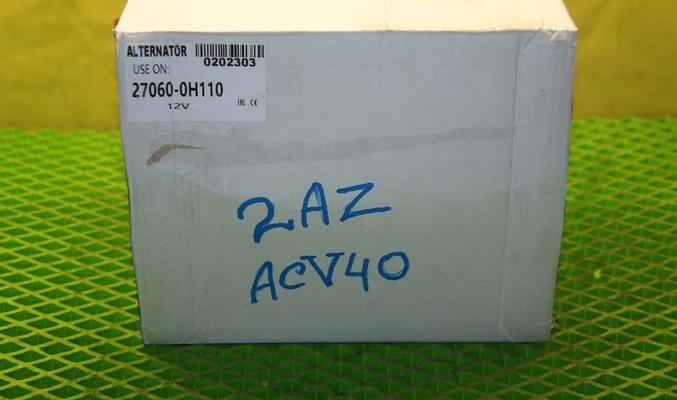 ALTERNATOR
0202303
USE ON:
27060-0H110
12V
EAC CE
2AZ
ACV40